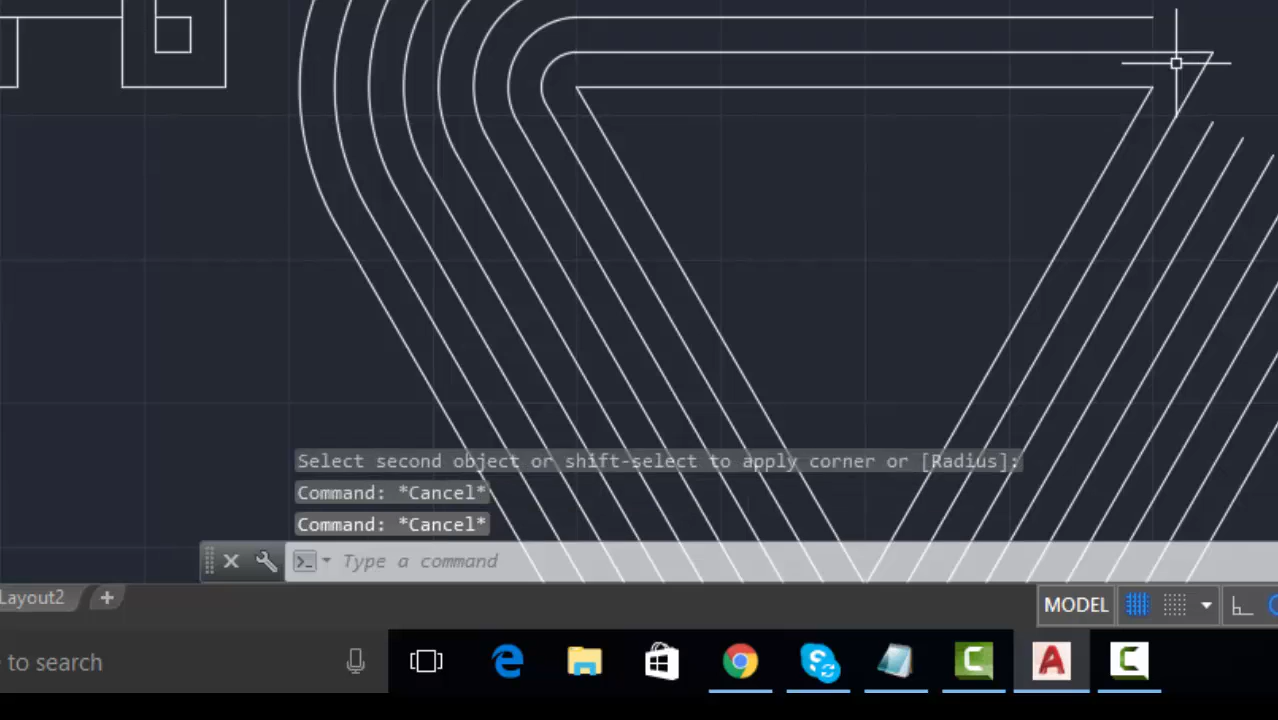 Select second object or shift-select to apply corner or [Radius]:
Command: *Cancel*
Command: *Cancel*
Type a command
Layout2
MODEL
to search